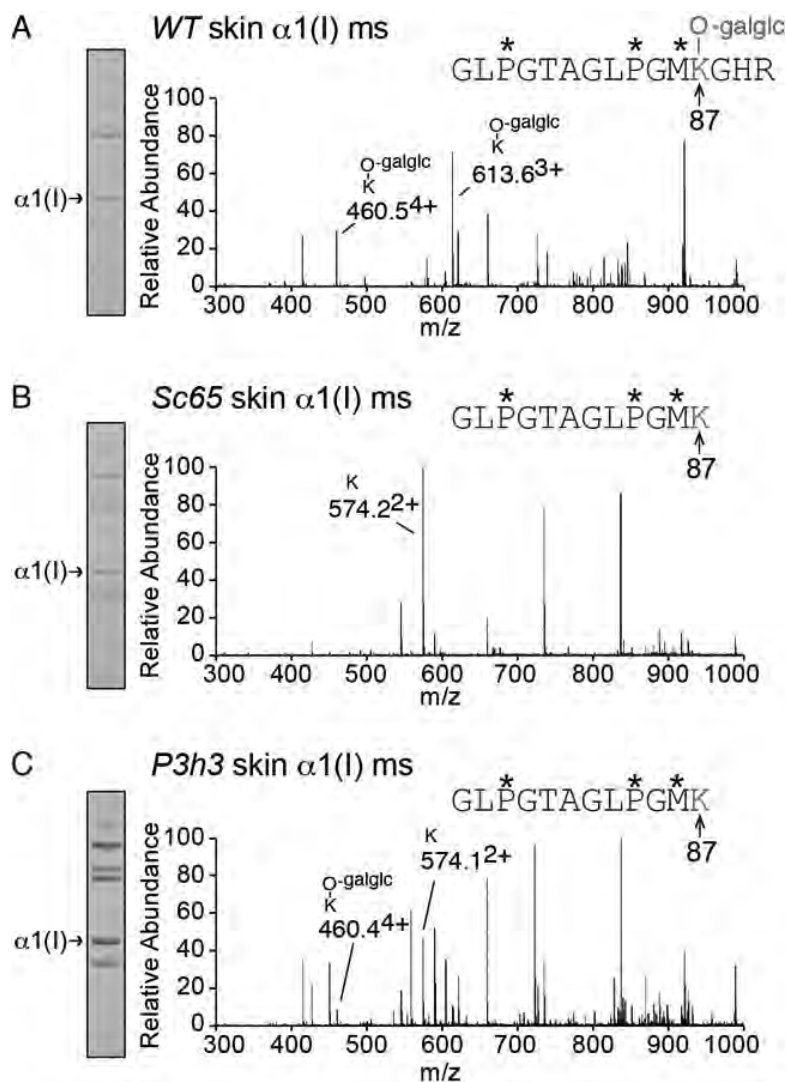 A
WT skin α1(I) ms
O-galglc
* * *
GLPGTAGLPGMKGHR
87
α1(I)→
Relative Abundance
100
80
60
40
20
0
O-galglc
K
460.5⁴⁺
O-galglc
K
613.6³⁺
300 400 500 600 700 800 900 1000
m/z
B
Sc65 skin α1(I) ms
* * *
GLPGTAGLPGMK
87
α1(I)→
Relative Abundance
100
80
60
40
20
0
K
574.2²⁺
300 400 500 600 700 800 900 1000
m/z
C
P3h3 skin α1(I) ms
* * *
GLPGTAGLPGMK
87
α1(I)→
Relative Abundance
100
80
60
40
20
0
O-galglc
K
460.4⁴⁺
K
574.1²⁺
300 400 500 600 700 800 900 1000
m/z